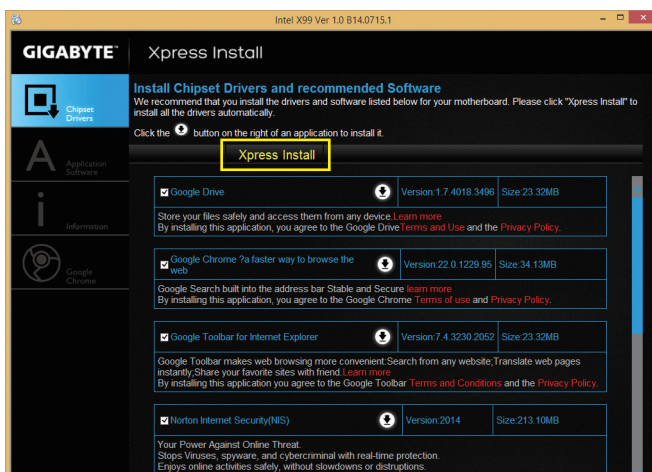 Intel X99 Ver 1.0 B14.0715.1
GIGABYTE™
Xpress Install
Chipset
Drivers
Application
Software
Information
Google
Chrome
Install Chipset Drivers and recommended Software
We recommend that you install the drivers and software listed below for your motherboard. Please click "Xpress Install" to
install all the drivers automatically.
Click the button on the right of an application to install it.
Xpress Install
Google Drive Version:1.7.4018.3496 Size:23.32MB
Store your files safely and access them from any device.Learn more
By installing this application, you agree to the Google DriveTerms and Use and the Privacy Policy.
Google Chrome ?a faster way to browse the
web Version:22.0.1229.95 Size:34.13MB
Google Search built into the address bar Stable and Secure learn more
By installing this application, you agree to the Google Chrome Terms of use and Privacy Policy.
Google Toolbar for Internet Explorer Version:7.4.3230.2052 Size:23.32MB
Google Toolbar makes web browsing more convenient:Search from any website;Translate web pages
instantly;Share your favorite sites with friend.Learn more
By installing this application you agree to the Google Toolbar Terms and Conditions and the Privacy Policy.
Norton Internet Security(NIS) Version:2014 Size:213.10MB
Your Power Against Online Threat.
Stops Viruses, spyware, and cybercriminal with real-time protection.
Enjoys online activities safely, without slowdowns or distruptions.